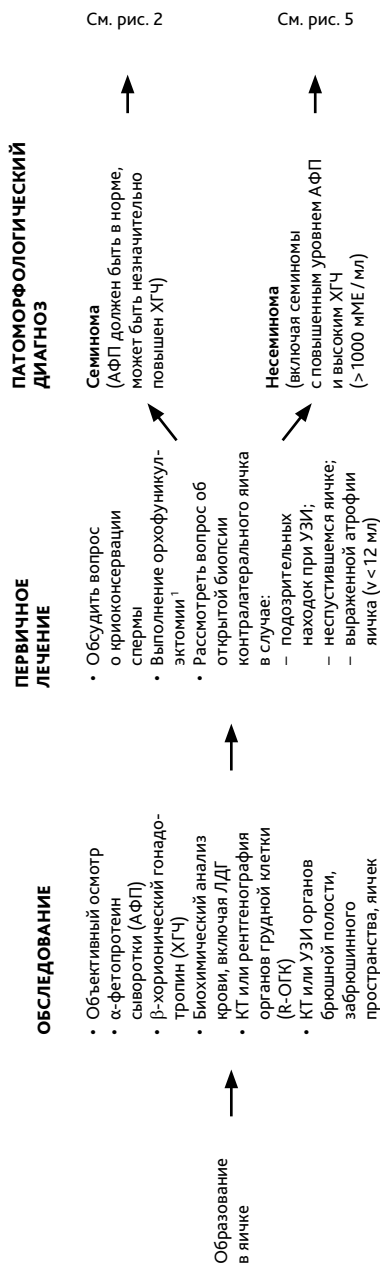 Образование
в яичке
ОБСЛЕДОВАНИЕ
• Объективный осмотр
• α-фетопротеин
сыворотки (АФП)
• β-хорионический гонадо-
тропин (ХГЧ)
• Биохимический анализ
крови, включая ЛДГ
• КТ или рентгенография
органов грудной клетки
(R-ОГК)
• КТ или УЗИ органов
брюшной полости,
забрюшинного
пространства, яичек
ПЕРВИЧНОЕ
ЛЕЧЕНИЕ
• Обсудить вопрос
о криоконсервации
спермы
• Выполнение орхофуникул-
эктомии¹
• Рассмотреть вопрос об
открытой биопсии
контралатерального яичка
в случае:
– подозрительных
находок при УЗИ;
– неспустившемся яичке;
– выраженной атрофии
яичка (v < 12 мл)
ПАТОМОРФОЛОГИЧЕСКИЙ
ДИАГНОЗ
Семинома
(АФП должен быть в норме,
может быть незначительно
повышен ХГЧ)
Несеминома
(включая семиномы
с повышенным уровнем АФП
и высоким ХГЧ
(> 1000 мМЕ / мл)
См. рис. 2
См. рис. 5